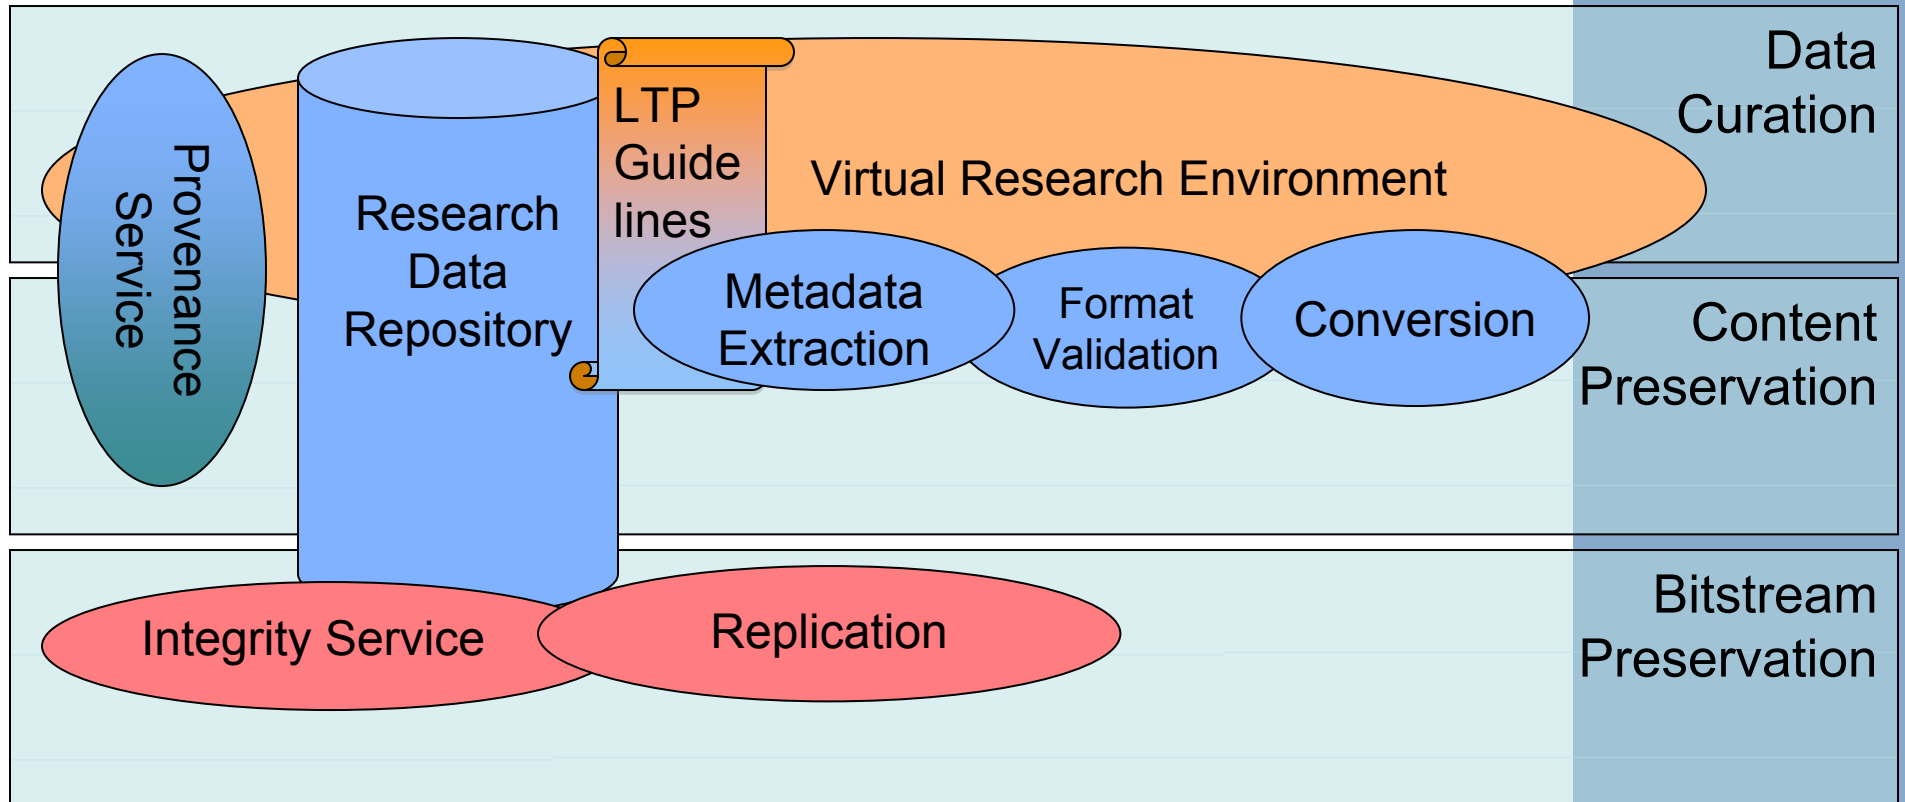 Data
Curation
Provenance
Service
Research
Data
Repository
LTP
Guide
lines
Virtual Research Environment
Metadata
Extraction
Format
Validation
Conversion
Content
Preservation
Integrity Service
Replication
Bitstream
Preservation